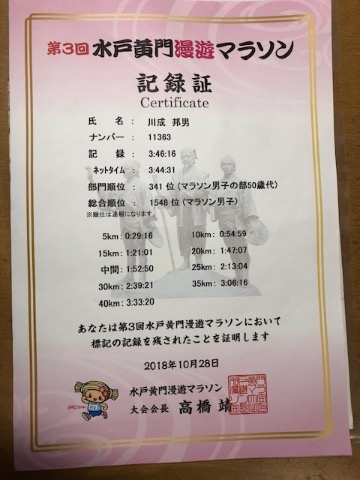 第3回 水戸黄門漫遊マラソン
記録証
Certificate
氏名 : 川成 邦男
ナンバー : 11363
記録 : 3:46:16
ネットタイム : 3:44:31
部門順位 : 341 位 (マラソン男子の部50歳代)
総合順位 : 1548 位 (マラソン男子)
※順位は速報になります。
5km: 0:29:16 10km: 0:54:59
15km: 1:21:01 20km: 1:47:07
中間: 1:52:50 25km: 2:13:04
30km: 2:39:21 35km: 3:06:16
40km: 3:33:20
あなたは第3回水戸黄門漫遊マラソンにおいて
標記の記録を残されたことを証明します
2018年10月28日
水戸黄門漫遊マラソン
大会会長 高橋 靖